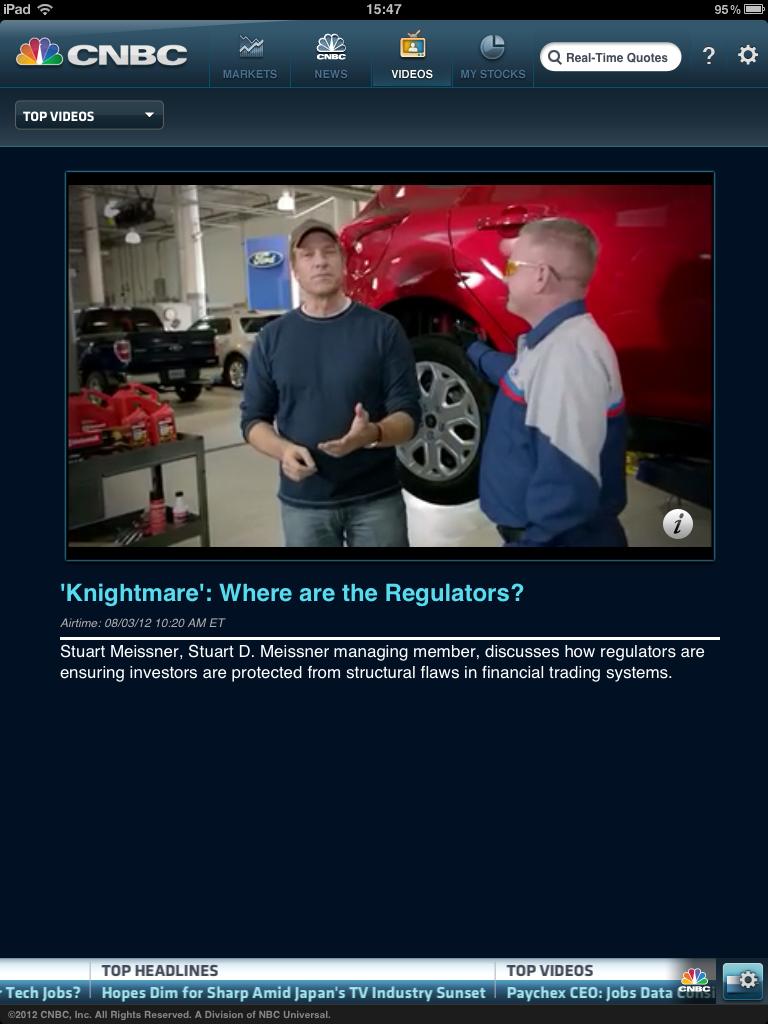 iPad 15:47 95%
CNBC
MARKETS
CNBC
NEWS
VIDEOS
MY STOCKS
Real-Time Quotes
?
TOP VIDEOS
Ford
i
'Knightmare': Where are the Regulators?
Airtime: 08/03/12 10:20 AM ET
Stuart Meissner, Stuart D. Meissner managing member, discusses how regulators are
ensuring investors are protected from structural flaws in financial trading systems.
TOP HEADLINES TOP VIDEOS
Tech Jobs? Hopes Dim for Sharp Amid Japan's TV Industry Sunset Paychex CEO: Jobs Data
CNBC
©2012 CNBC, Inc. All Rights Reserved. A Division of NBC Universal.